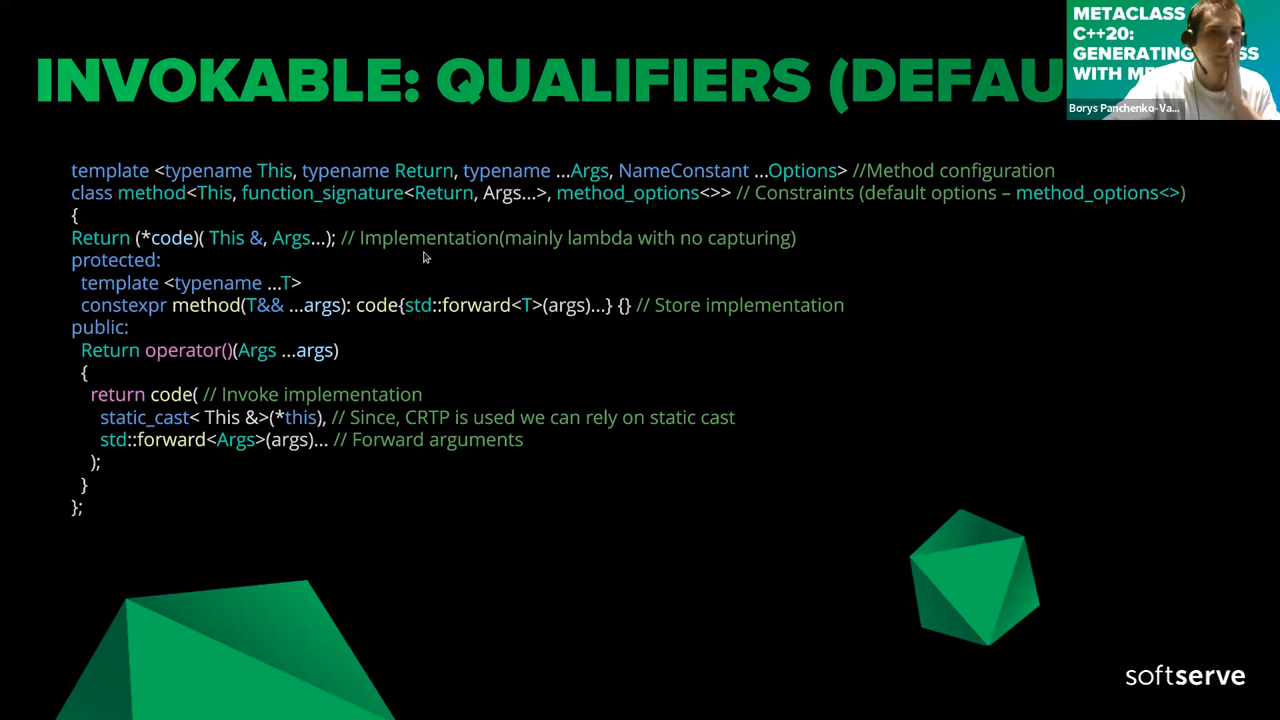 INVOKABLE: QUALIFIERS (DEFAU
METACLASS
C++20:
GENERATING
WITH
Borys Panchenko-Va...
template <typename This, typename Return, typename ...Args, NameConstant ...Options> //Method configuration
class method<This, function_signature<Return, Args...>, method_options<>> // Constraints (default options – method_options<>)
{
Return (*code)( This &, Args...); // Implementation(mainly lambda with no capturing)
protected:
template <typename ...T>
constexpr method(T&& ...args): code{std::forward<T>(args)...} {} // Store implementation
public:
Return operator()(Args ...args)
{
return code( // Invoke implementation
static_cast< This &>(*this), // Since, CRTP is used we can rely on static cast
std::forward<Args>(args)... // Forward arguments
);
}
};
softserve